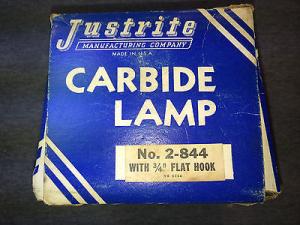 Justrite
MANUFACTURING COMPANY
MADE IN U.S.A.
CARBIDE
LAMP
No. 2-844
WITH ¾" FLAT HOOK